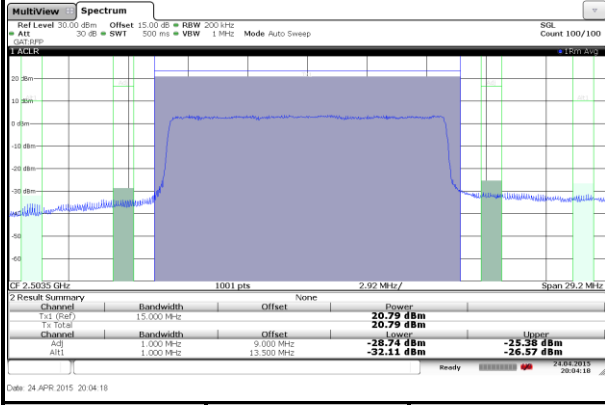 MultiView Spectrum
Ref Level 30.00 dBm Offset 15.00 dB RBW 200 kHz SGL
Att 30 dB SWT 500 ms VBW 1 MHz Mode Auto Sweep Count 100/100
GAT:RFP
1 ACLR 1Rm Avg
20 dBm
10 dBm
0 dBm
-10 dBm
-20 dBm
-30 dBm
-50
-60
CF 2.5035 GHz 1001 pts 2.92 MHz/ Span 29.2 MHz
2 Result Summary None
Channel Bandwidth Offset Power
Tx1 (Ref) 15.000 MHz 20.79 dBm
Tx Total 20.79 dBm
Channel Bandwidth Offset Lower Upper
Adj 1.000 MHz 9.000 MHz -28.74 dBm -25.38 dBm
Alt1 1.000 MHz 13.500 MHz -32.11 dBm -26.57 dBm
Ready 24.04.2015
20:04:18
Date: 24.APR.2015 20:04:18